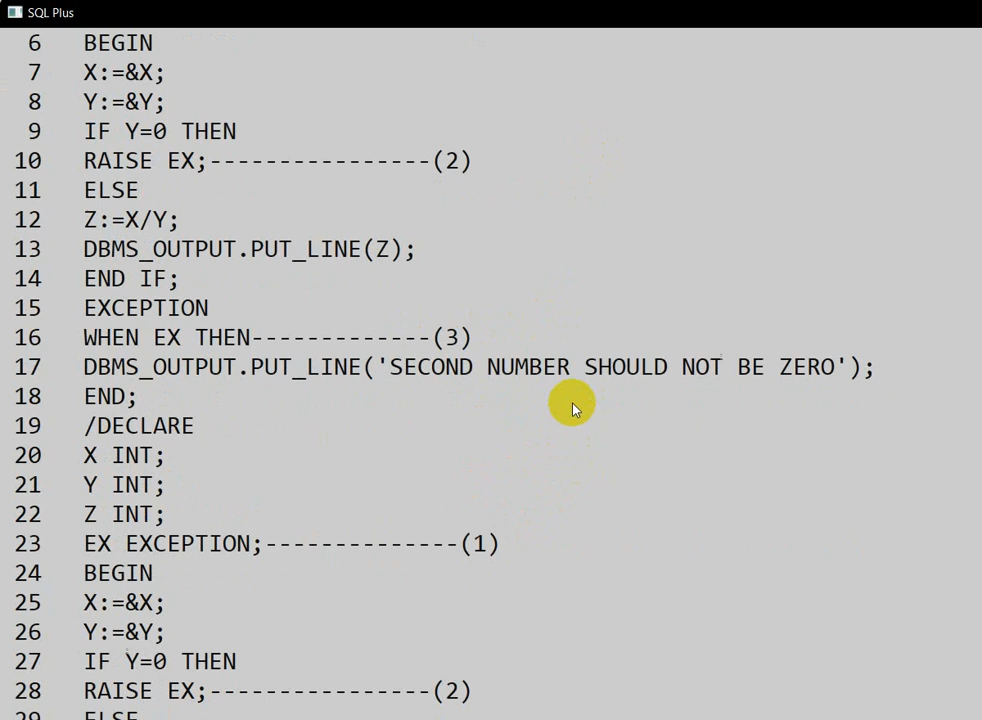 SQL Plus
6 BEGIN
7 X:=&X;
8 Y:=&Y;
9 IF Y=0 THEN
10 RAISE EX;----------------(2)
11 ELSE
12 Z:=X/Y;
13 DBMS_OUTPUT.PUT_LINE(Z);
14 END IF;
15 EXCEPTION
16 WHEN EX THEN-------------(3)
17 DBMS_OUTPUT.PUT_LINE('SECOND NUMBER SHOULD NOT BE ZERO');
18 END;
19 /DECLARE
20 X INT;
21 Y INT;
22 Z INT;
23 EX EXCEPTION;--------------(1)
24 BEGIN
25 X:=&X;
26 Y:=&Y;
27 IF Y=0 THEN
28 RAISE EX;----------------(2)
29 ELSE